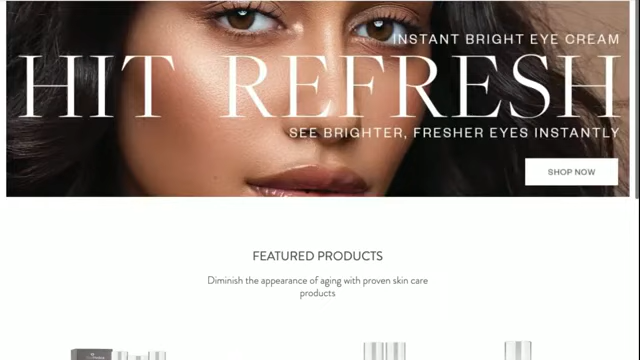 INSTANT BRIGHT EYE CREAM
HIT REFRESH
SEE BRIGHTER, FRESHER EYES INSTANTLY
SHOP NOW
FEATURED PRODUCTS
Diminish the appearance of aging with proven skin care
products